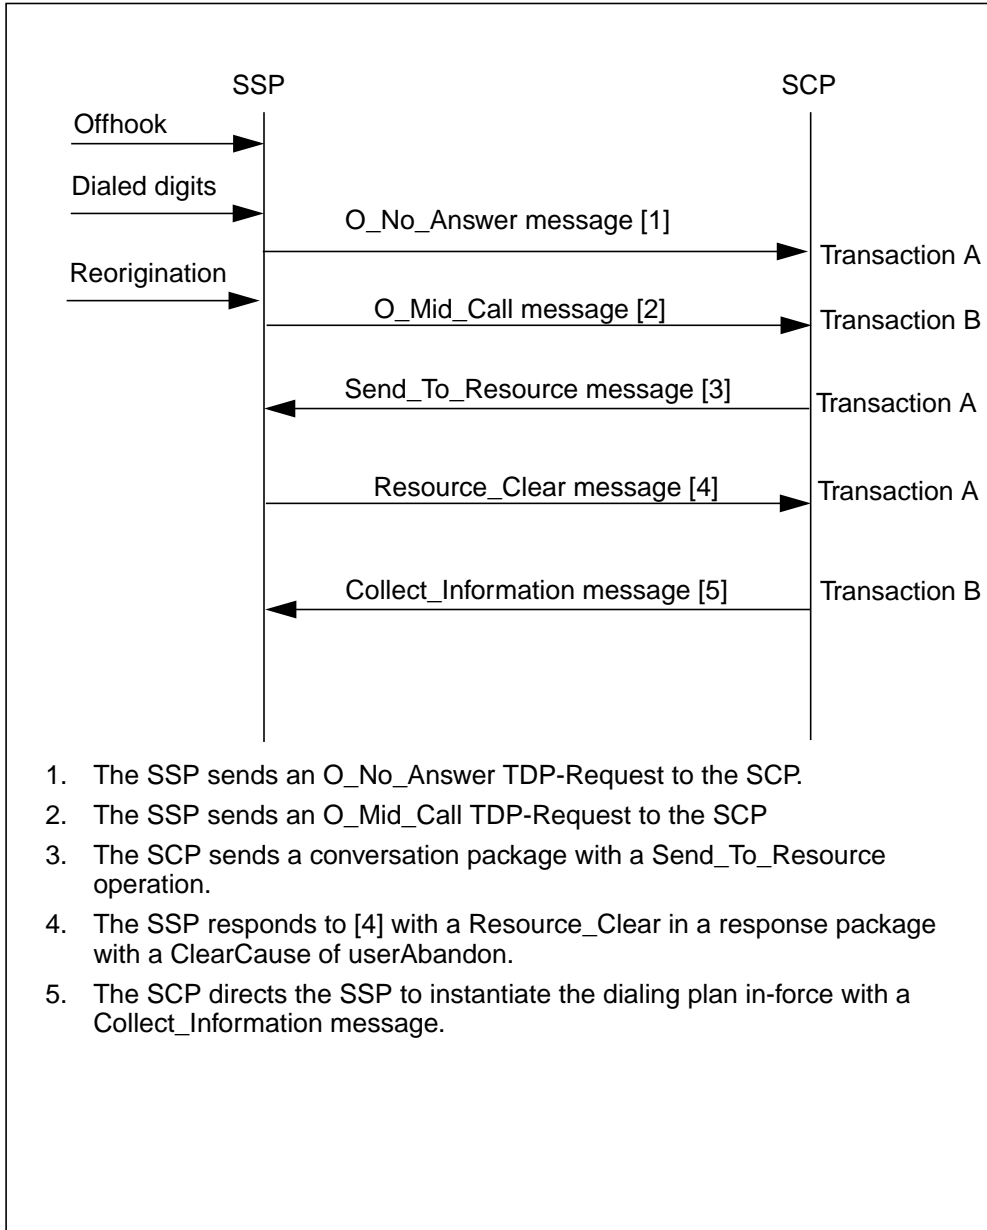 SSP SCP
Offhook
Dialed digits
O_No_Answer message [1]
Transaction A
Reorigination
O_Mid_Call message [2]
Transaction B
Send_To_Resource message [3]
Transaction A
Resource_Clear message [4]
Transaction A
Collect_Information message [5]
Transaction B
1. The SSP sends an O_No_Answer TDP-Request to the SCP.
2. The SSP sends an O_Mid_Call TDP-Request to the SCP
3. The SCP sends a conversation package with a Send_To_Resource
operation.
4. The SSP responds to [4] with a Resource_Clear in a response package
with a ClearCause of userAbandon.
5. The SCP directs the SSP to instantiate the dialing plan in-force with a
Collect_Information message.